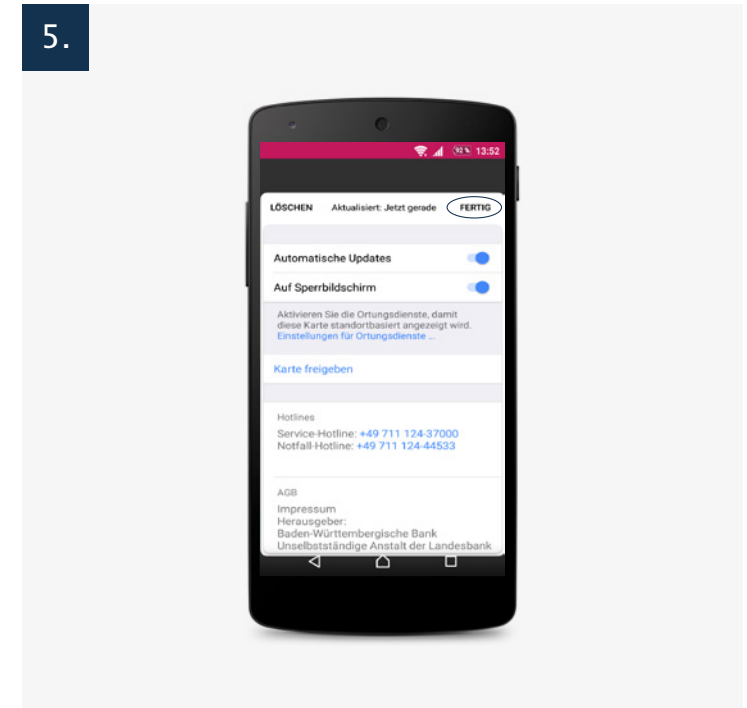 5.
92 % 13:52
LÖSCHEN Aktualisiert: Jetzt gerade FERTIG
Automatische Updates
Auf Sperrbildschirm
Aktivieren Sie die Ortungsdienste, damit
diese Karte standortbasiert angezeigt wird.
Einstellungen für Ortungsdienste ...
Karte freigeben
Hotlines
Service-Hotline: +49 711 124-37000
Notfall-Hotline: +49 711 124-44533
AGB
Impressum
Herausgeber:
Baden-Württembergische Bank
Unselbstständige Anstalt der Landesbank